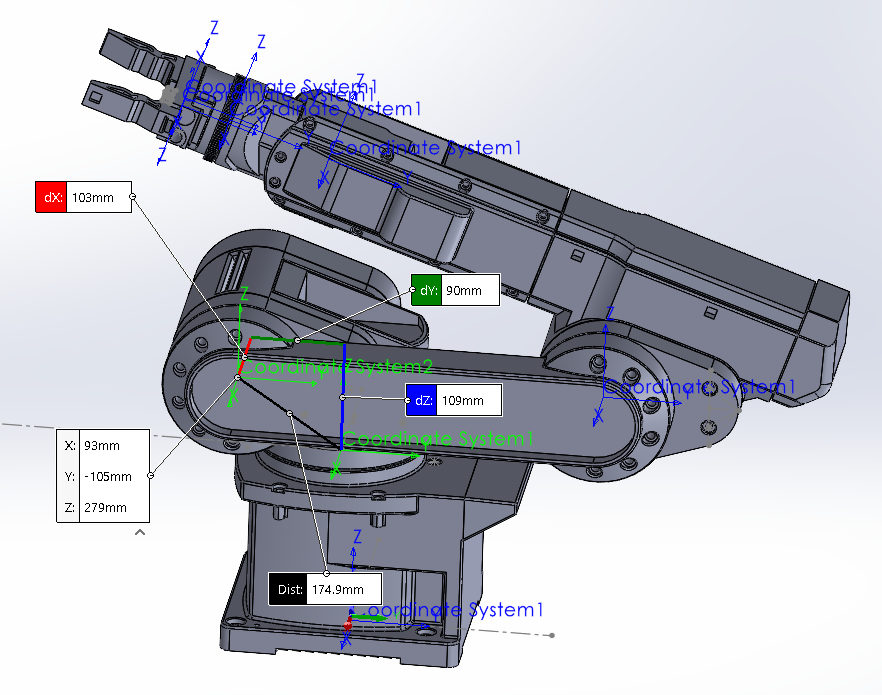 Z
Z
X
Coordinate System1
Coordinate System1
Z
Coordinate System1
Coordinate System1
X
Y
Z
dX: 103mm
dY: 90mm
Z
Z
Coordinate System2
Coordinate System1
X
dZ: 109mm
X: 93mm
Y: -105mm
Z: 279mm
Coordinate System1
Z
Dist: 174.9mm
Coordinate System1
X